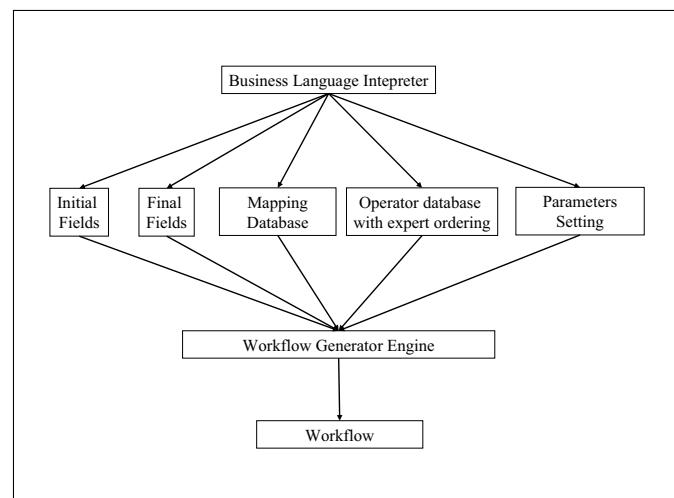 Business Language Intepreter
Initial
Fields
Final
Fields
Mapping
Database
Operator database
with expert ordering
Parameters
Setting
Workflow Generator Engine
Workflow